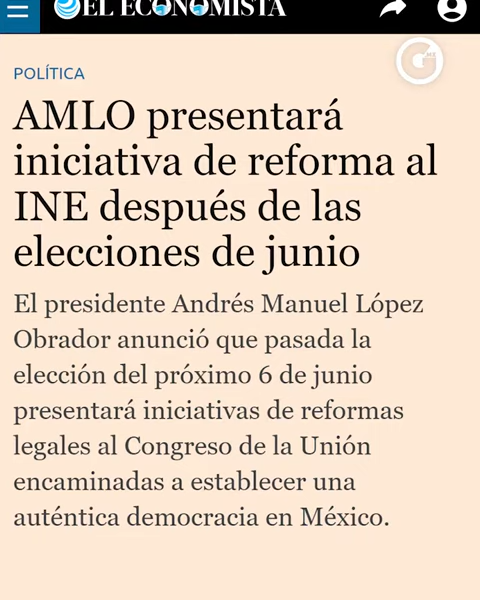 EL ECONOMISTA
POLÍTICA
AMLO presentará
iniciativa de reforma al
INE después de las
elecciones de junio
El presidente Andrés Manuel López
Obrador anunció que pasada la
elección del próximo 6 de junio
presentará iniciativas de reformas
legales al Congreso de la Unión
encaminadas a establecer una
auténtica democracia en México.